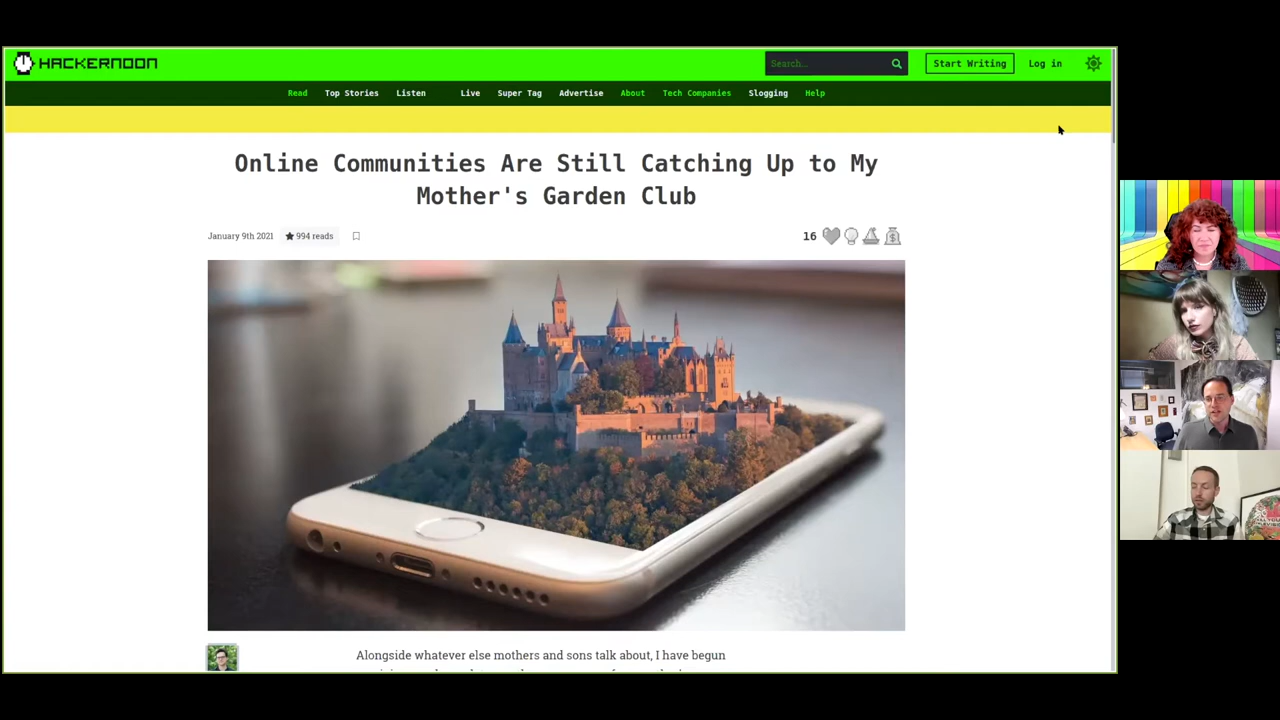 HACKERNOON
Search...
Start Writing
Log in
Read Top Stories Listen Live Super Tag Advertise About Tech Companies Slogging Help
Online Communities Are Still Catching Up to My
Mother's Garden Club
January 9th 2021
994 reads
16
Alongside whatever else mothers and sons talk about, I have begun